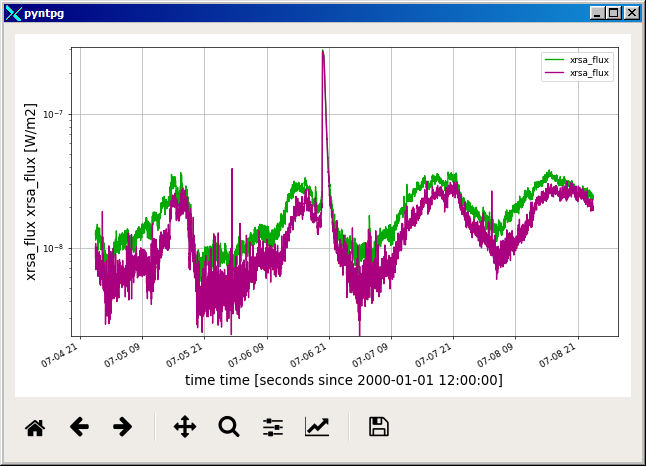 pyntpg
xrsa_flux
xrsa_flux
10⁻⁷
10⁻⁸
xrsa_flux xrsa_flux [W/m2]
07-04 21
07-05 09
07-05 21
07-06 09
07-06 21
07-07 09
07-07 21
07-08 09
07-08 21
time time [seconds since 2000-01-01 12:00:00]